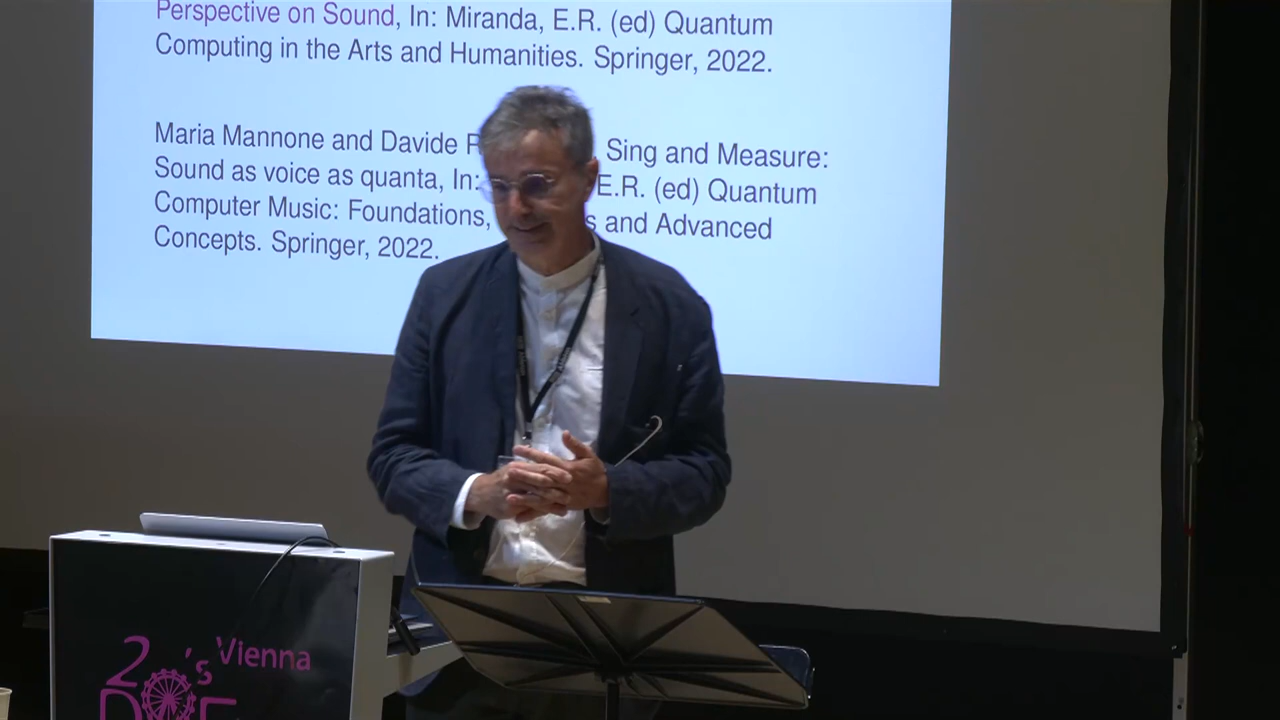 Perspective on Sound, In: Miranda, E.R. (ed) Quantum
Computing in the Arts and Humanities. Springer, 2022.
Maria Mannone and Davide Sing and Measure:
Sound as voice as quanta, In: E.R. (ed) Quantum
Computer Music: Foundations, and Advanced
Concepts. Springer, 2022.
2 's Vienna